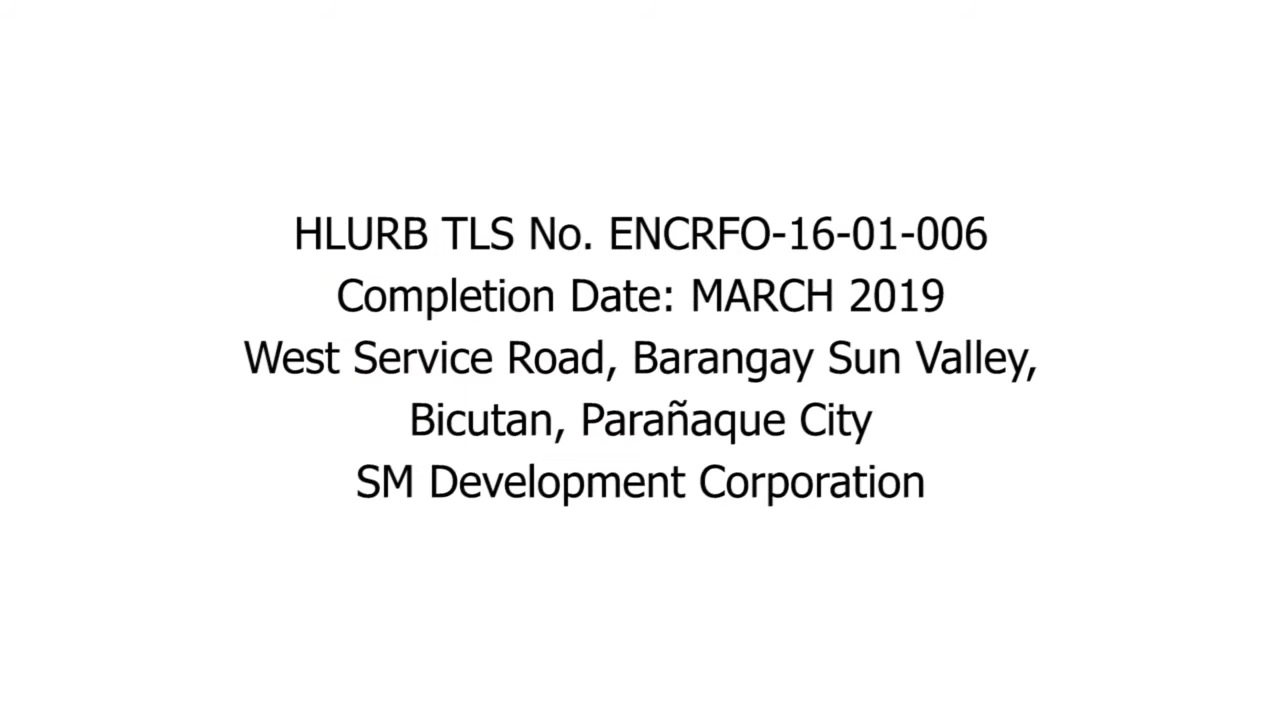 HLURB TLS No. ENCRFO-16-01-006
Completion Date: MARCH 2019
West Service Road, Barangay Sun Valley,
Bicutan, Parañaque City
SM Development Corporation